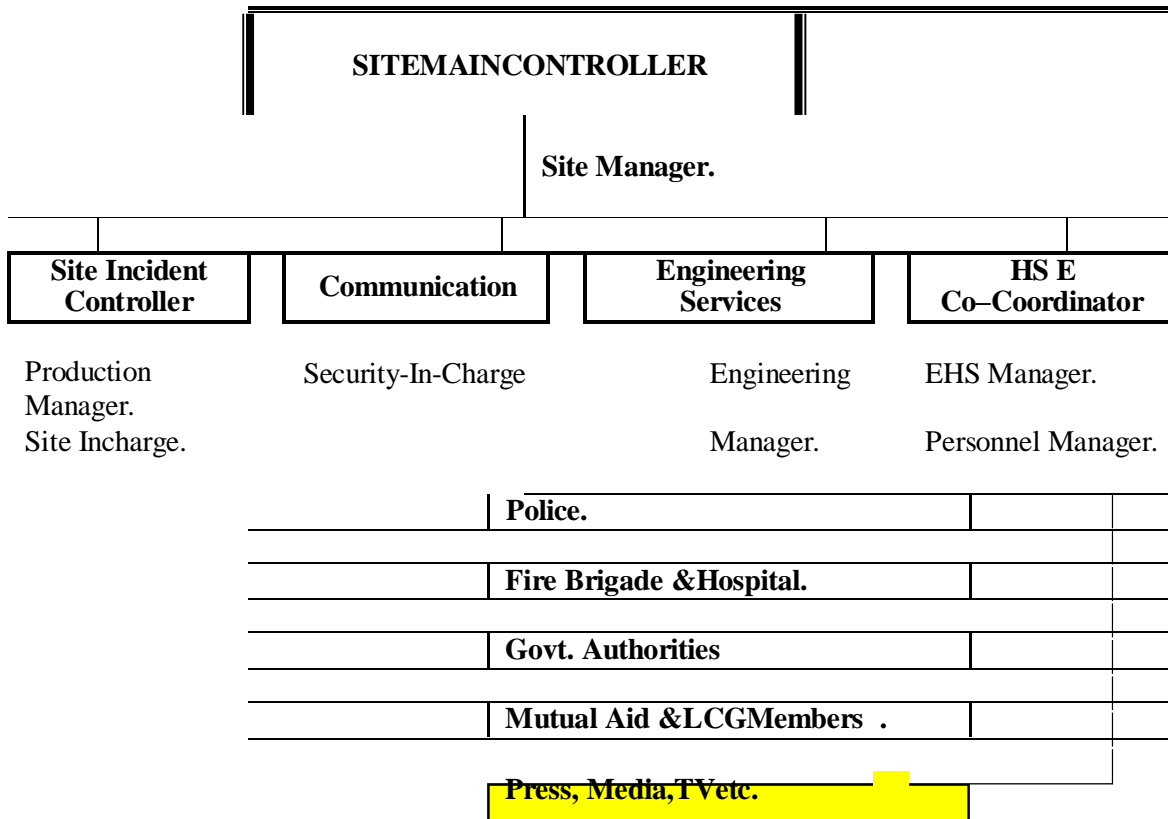 SITEMAINCONTROLLER
Site Manager.
Site Incident
Controller
Communication
Engineering
Services
HS E
Co–Coordinator
Production
Manager.
Site Incharge.
Security-In-Charge
Engineering
Manager.
EHS Manager.
Personnel Manager.
Police.
Fire Brigade &Hospital.
Govt. Authorities
Mutual Aid &LCGMembers .
Press, Media,TVetc.